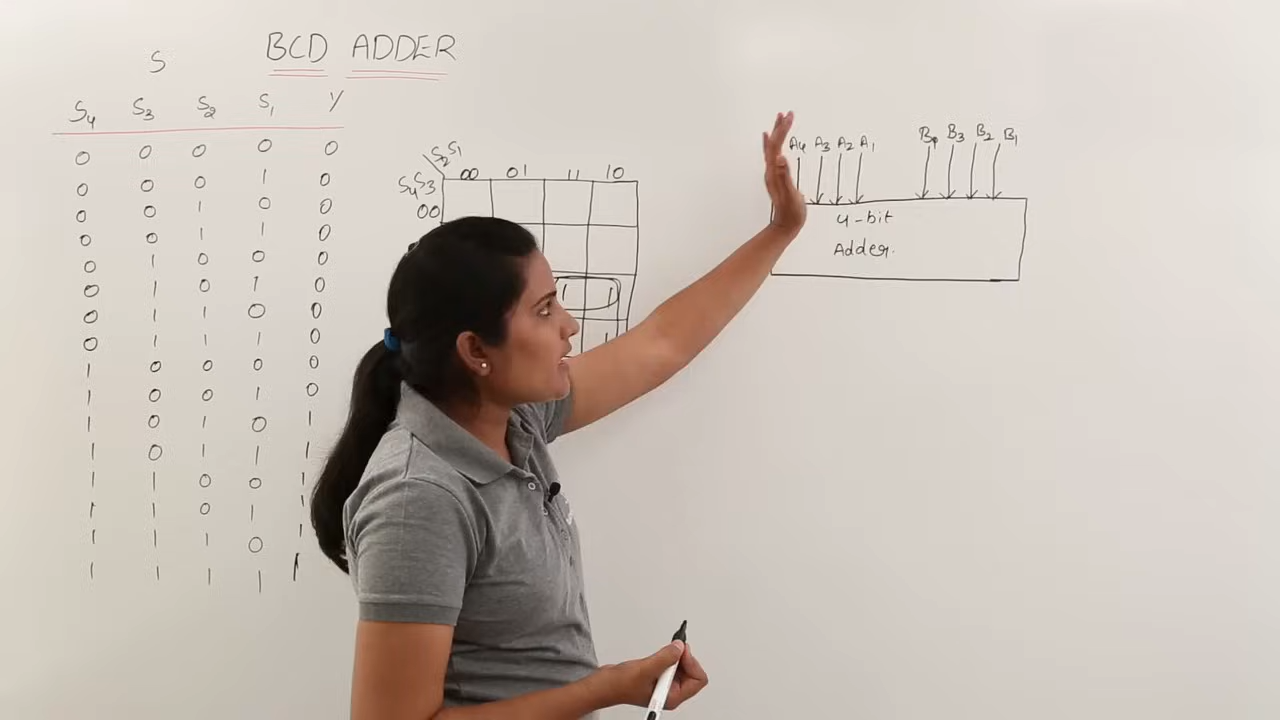 BCD ADDER
S
S4 S3 S2 S1 Y
0 0 0 0 0
0 0 0 1 0
0 0 1 0 0
0 0 1 1 0
0 1 0 0 0
0 1 0 1 0
0 1 1 0 0
0 1 1 1 0
1 0 0 0 0
1 0 0 1 0
1 0 1 0 1
1 0 1 1 1
1 1 0 0 1
1 1 0 1 1
1 1 1 0 1
1 1 1 1 1
S2S1
S4S3 00 01 11 10
00
1 1
1
A4 A3 A2 A1 B4 B3 B2 B1
4-bit
Adder.